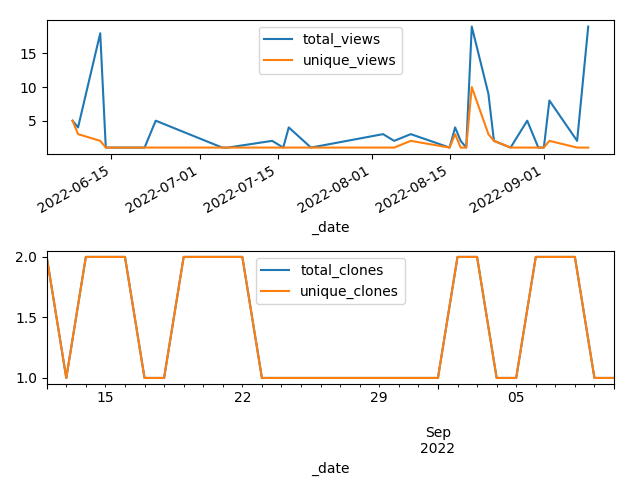 total_views
unique_views
15
10
5
2022-06-15
2022-07-01
2022-07-15
2022-08-01
2022-08-15
2022-09-01
_date
total_clones
unique_clones
2.0
1.5
1.0
15
22
29
05
Sep
2022
_date